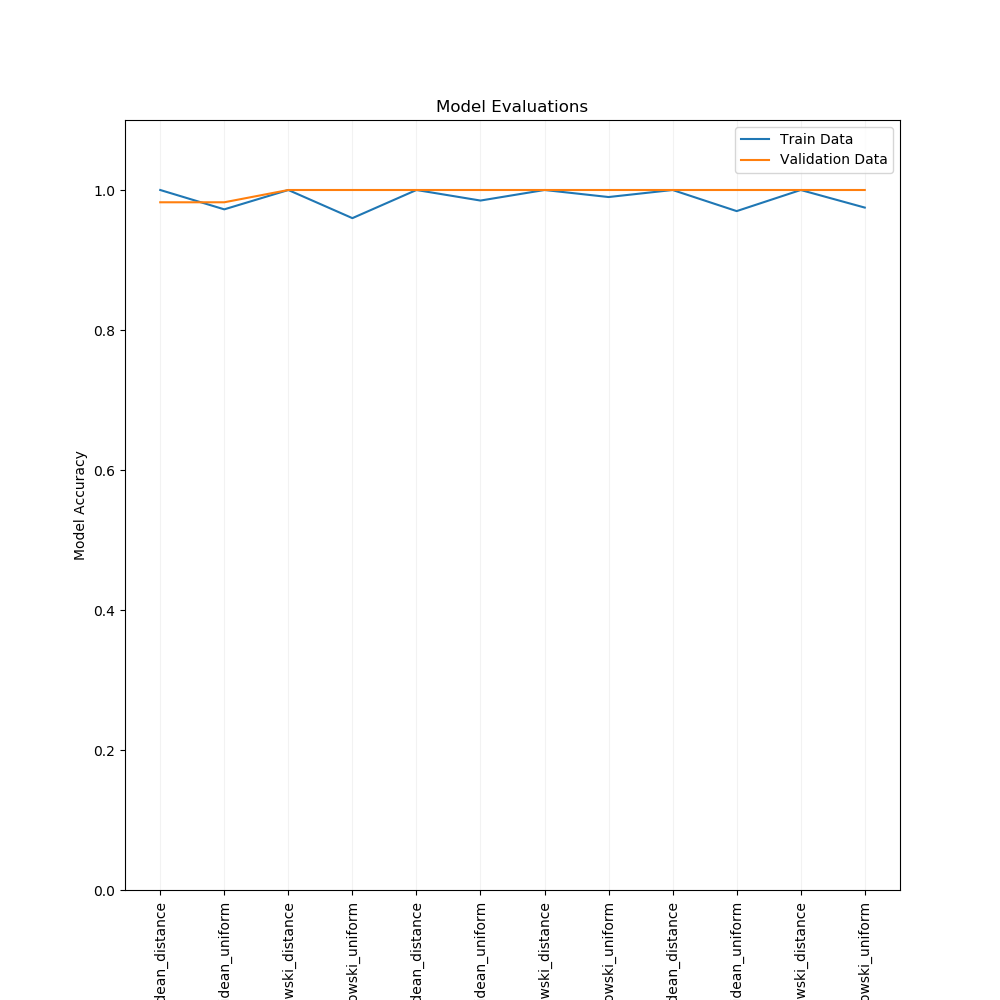 Model Evaluations
Train Data
Validation Data
1.0
0.8
0.6
0.4
0.2
0.0
Model Accuracy
dean_distance
dean_uniform
wski_distance
owski_uniform
dean_distance
dean_uniform
wski_distance
owski_uniform
dean_distance
dean_uniform
wski_distance
owski_uniform